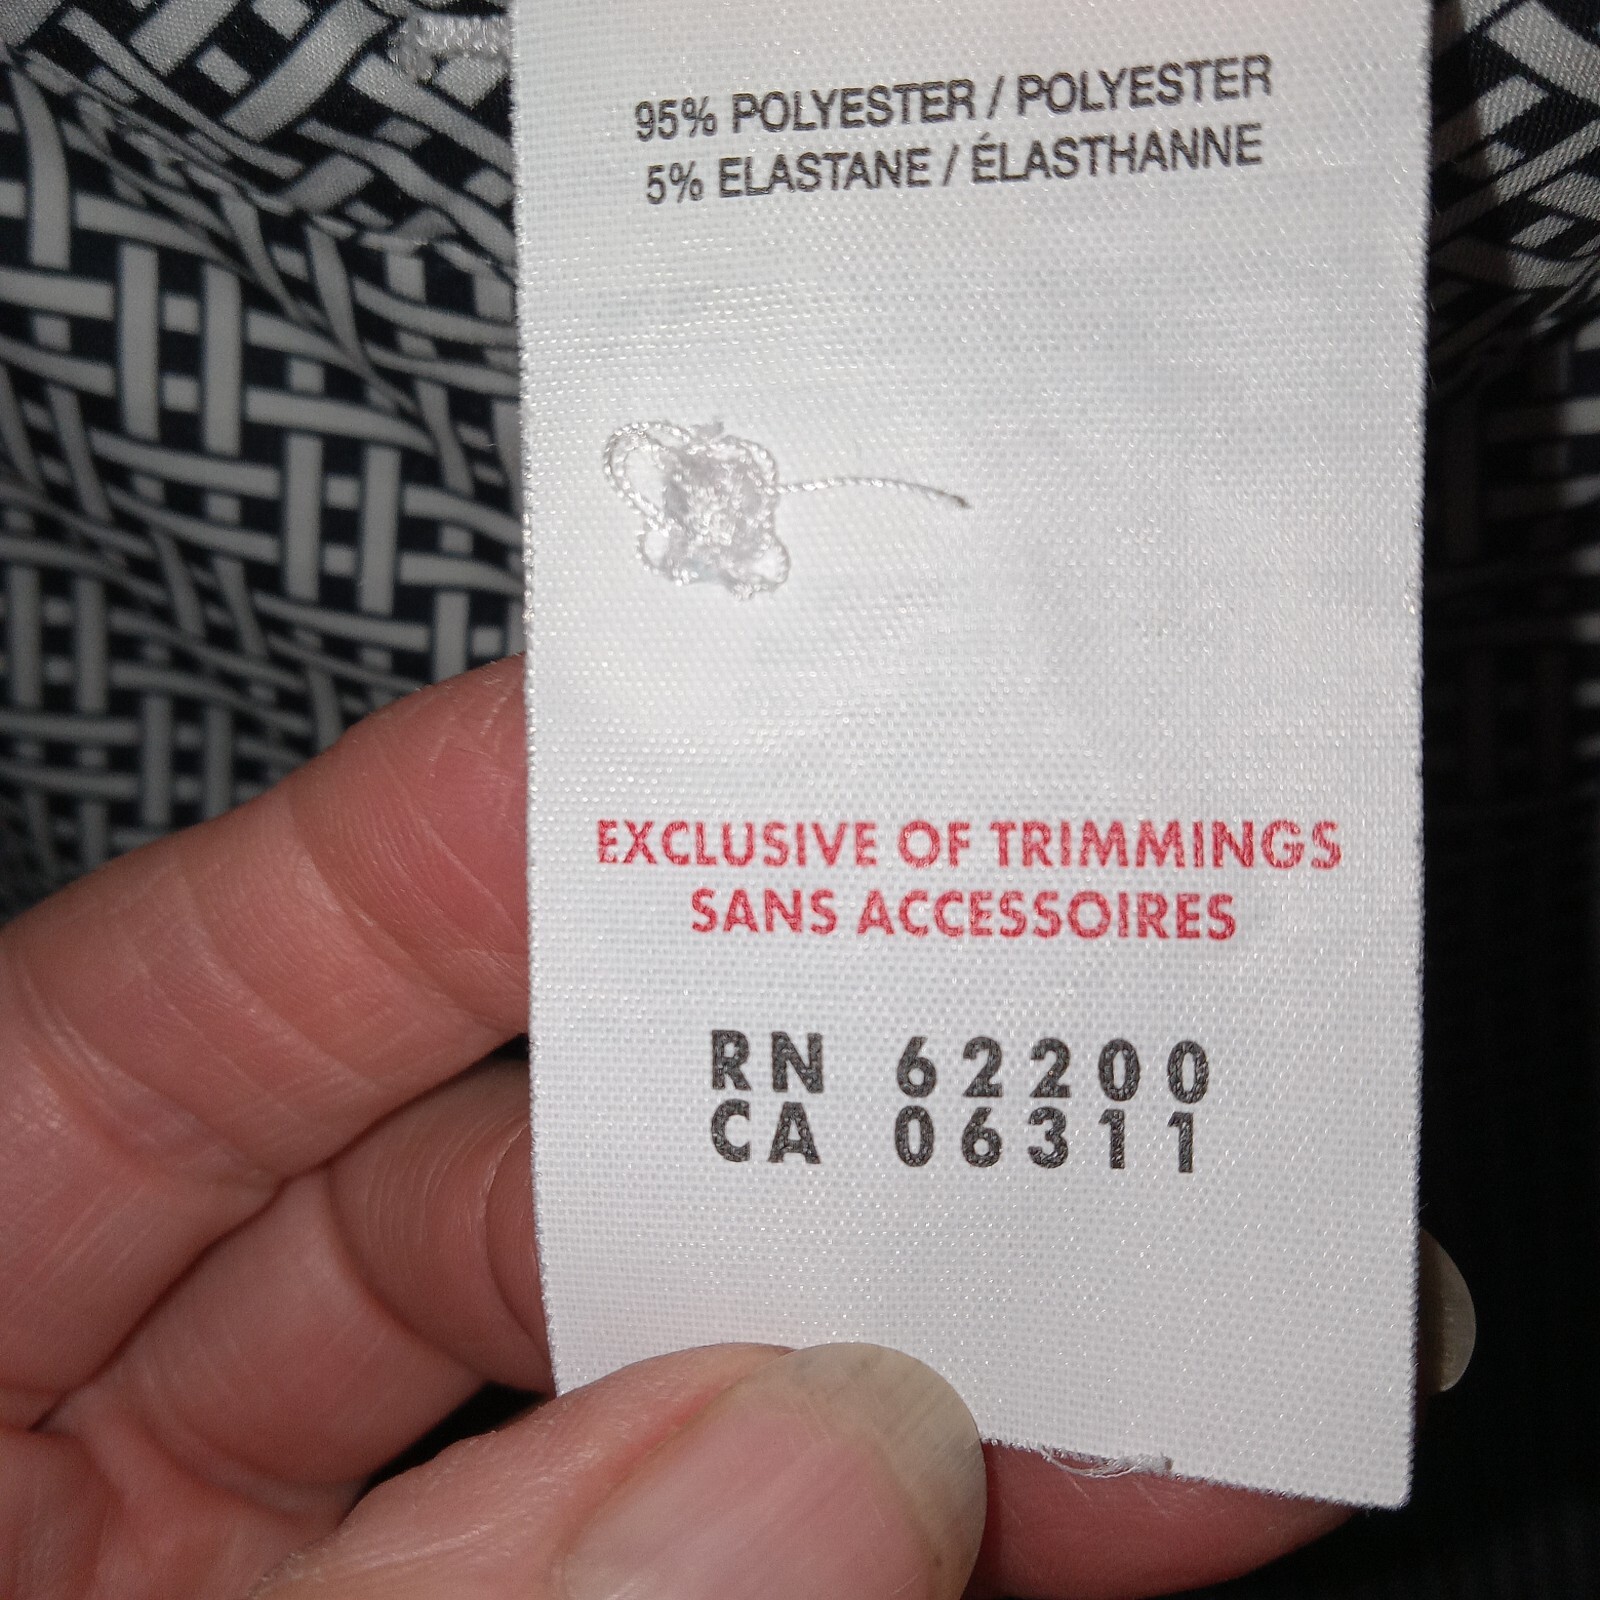 95% POLYESTER / POLYESTER
5% ELASTANE / ÉLASTHANNE
EXCLUSIVE OF TRIMMINGS
SANS ACCESSOIRES
RN 62200
CA 06311